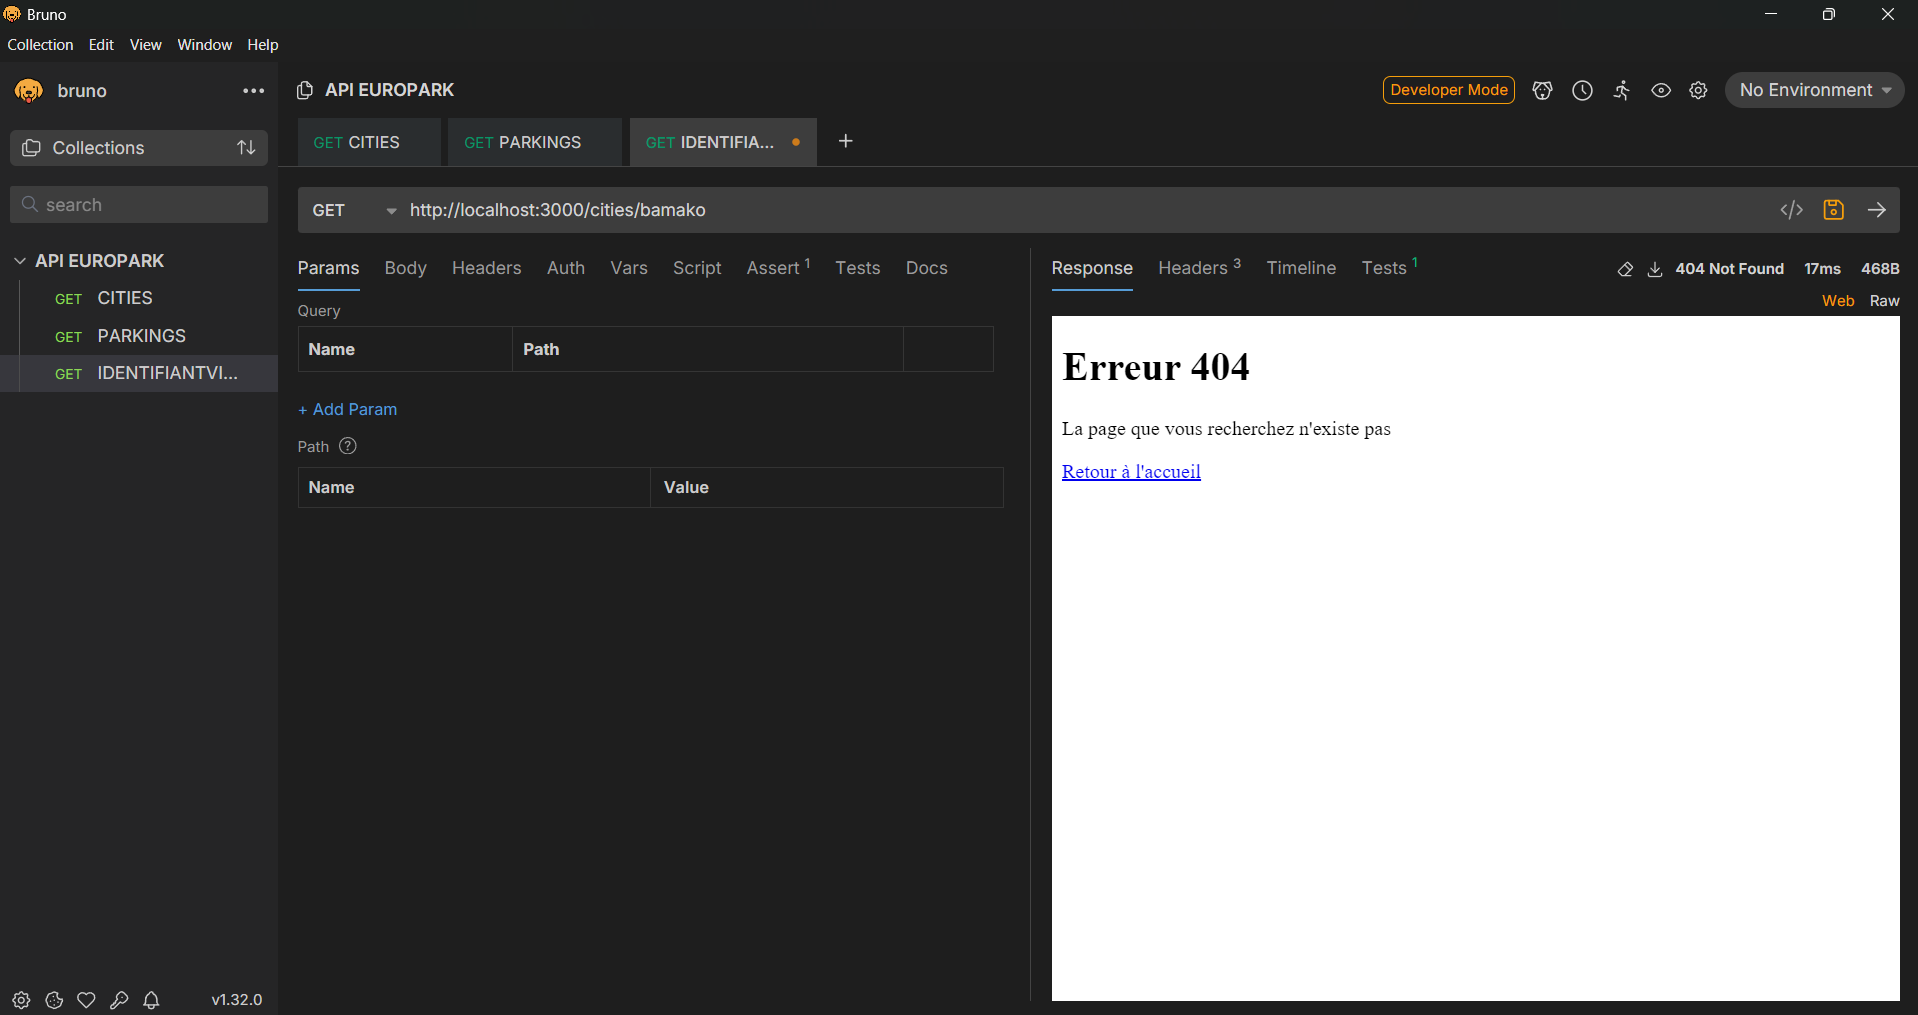 Bruno
Collection Edit View Window Help
bruno
API EUROPARK
Developer Mode
No Environment
Collections
GET CITIES
GET PARKINGS
GET IDENTIFIA...
+
search
GET
http://localhost:3000/cities/bamako
</>
API EUROPARK
GET CITIES
GET PARKINGS
GET IDENTIFIANTVI...
Params Body Headers Auth Vars Script Assert 1 Tests Docs
Query
Name Path
+ Add Param
Path ?
Name Value
Response Headers 3 Timeline Tests 1
404 Not Found 17ms 468B
Web Raw
Erreur 404
La page que vous recherchez n'existe pas
Retour à l'accueil
v1.32.0